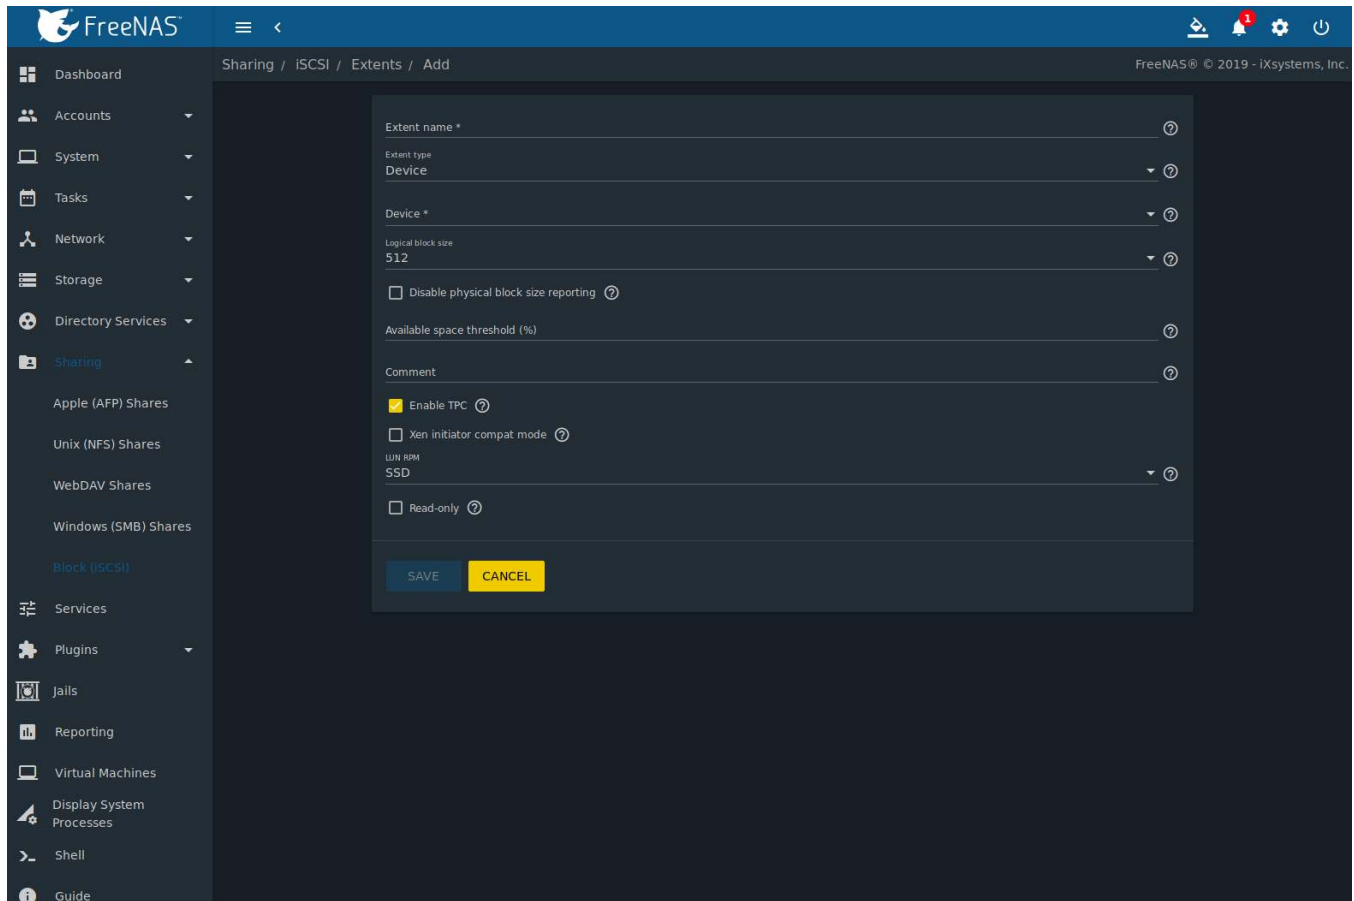 FreeNAS
1
Sharing / iSCSI / Extents / Add
FreeNAS® © 2019 - iXsystems, Inc.
Dashboard
Accounts
System
Tasks
Network
Storage
Directory Services
Sharing
Apple (AFP) Shares
Unix (NFS) Shares
WebDAV Shares
Windows (SMB) Shares
Block (iSCSI)
Services
Plugins
Jails
Reporting
Virtual Machines
Display System
Processes
Shell
Guide
Extent name *
Extent type
Device
Device *
Logical block size
512
Disable physical block size reporting
Available space threshold (%)
Comment
Enable TPC
Xen initiator compat mode
LUN RPM
SSD
Read-only
SAVE
CANCEL